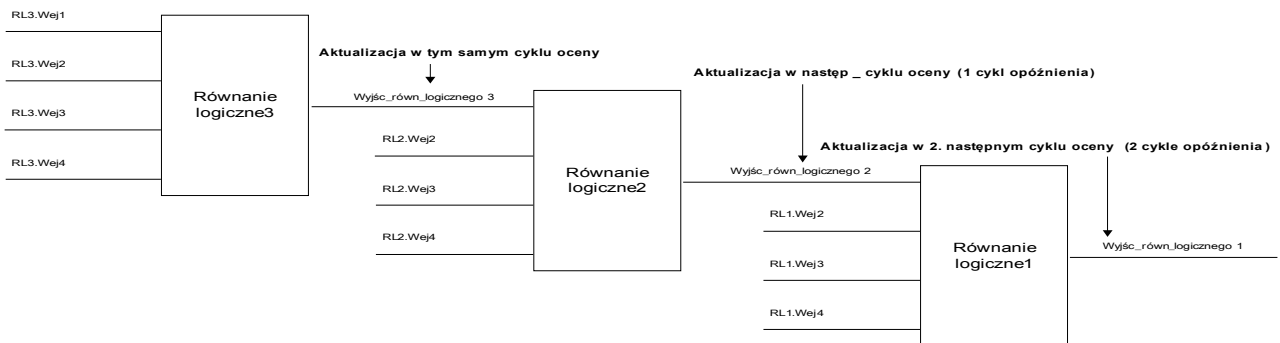 RL3.Wej1
RL3.Wej2
RL3.Wej3
RL3.Wej4
Równanie
logiczne3
Aktualizacja w tym samym cyklu oceny
Wyjśc_równ_logicznego 3
RL2.Wej2
RL2.Wej3
RL2.Wej4
Równanie
logiczne2
Aktualizacja w następ _ cyklu oceny (1 cykl opóźnienia)
Wyjśc_równ_logicznego 2
RL1.Wej2
RL1.Wej3
RL1.Wej4
Równanie
logiczne1
Aktualizacja w 2. następnym cyklu oceny (2 cykle opóźnienia)
Wyjśc_równ_logicznego 1